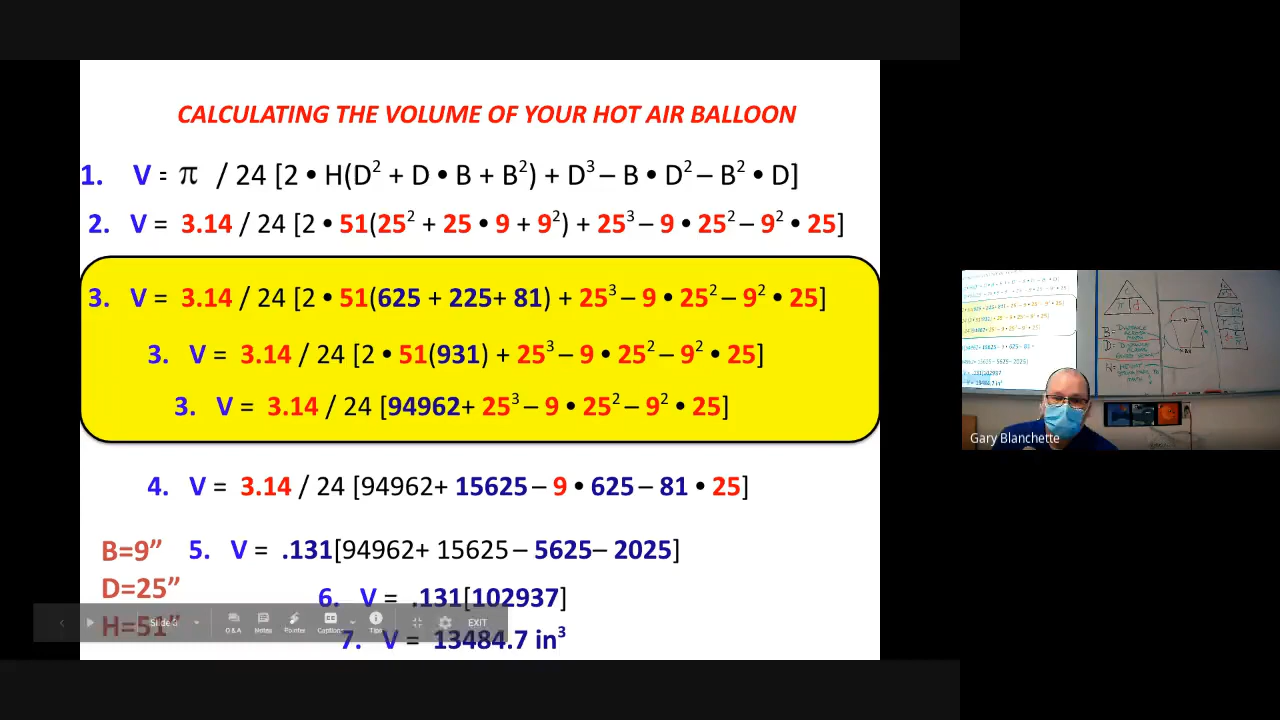 CALCULATING THE VOLUME OF YOUR HOT AIR BALLOON
1. V = π / 24 [2 • H(D² + D • B + B²) + D³ – B • D² – B² • D]
2. V = 3.14 / 24 [2 • 51(25² + 25 • 9 + 9²) + 25³ – 9 • 25² – 9² • 25]
3. V = 3.14 / 24 [2 • 51(625 + 225+ 81) + 25³ – 9 • 25² – 9² • 25]
3. V = 3.14 / 24 [2 • 51(931) + 25³ – 9 • 25² – 9² • 25]
3. V = 3.14 / 24 [94962+ 25³ – 9 • 25² – 9² • 25]
4. V = 3.14 / 24 [94962+ 15625 – 9 • 625 – 81 • 25]
B=9”
5. V = .131[94962+ 15625 – 5625– 2025]
D=25”
6. V = .131[102937]
H=51”
7. V = 13484.7 in³
Q & A
Notes
Pointer
Captions
Tips
EXIT
Gary Blanchette